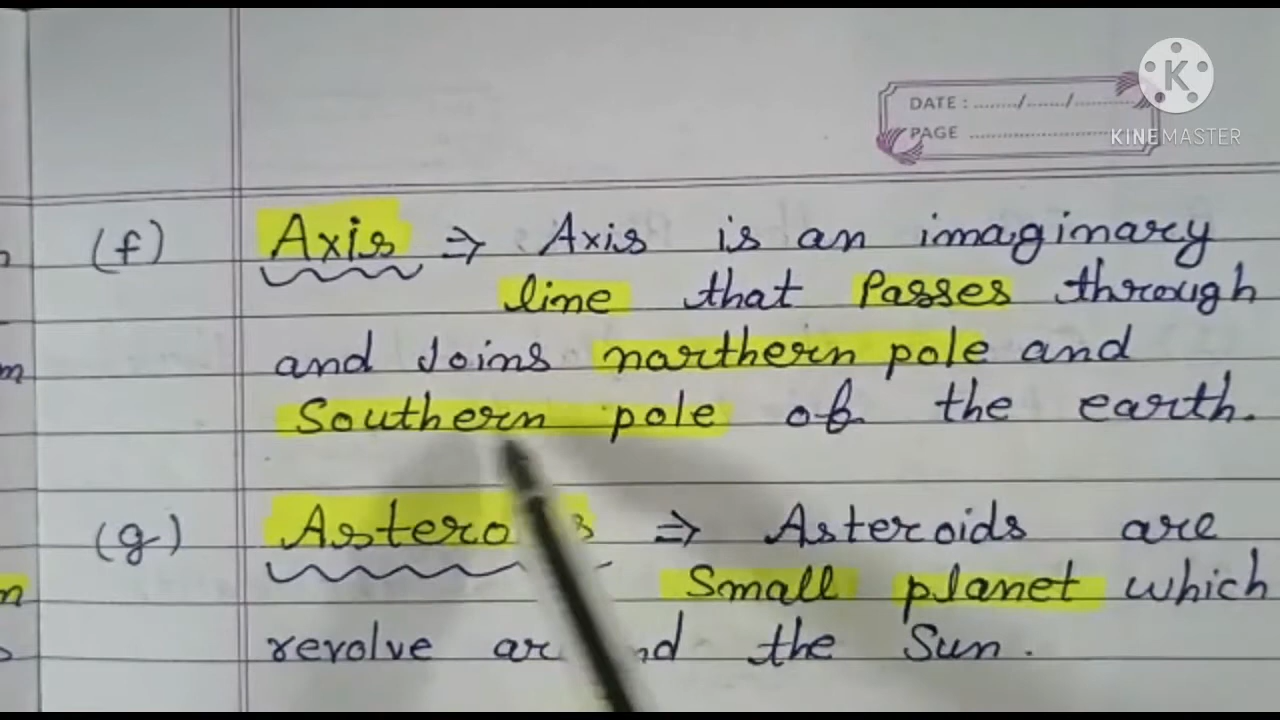 DATE : ......./......./..........
PAGE ......................
K
KINEMASTER
(f) Axis ⇒ Axis is an imaginary
line that Passes through
and Joins northern pole and
Southern pole of the earth.
(g) ⇒ Asteroids are
Small planet which
revolve the Sun.